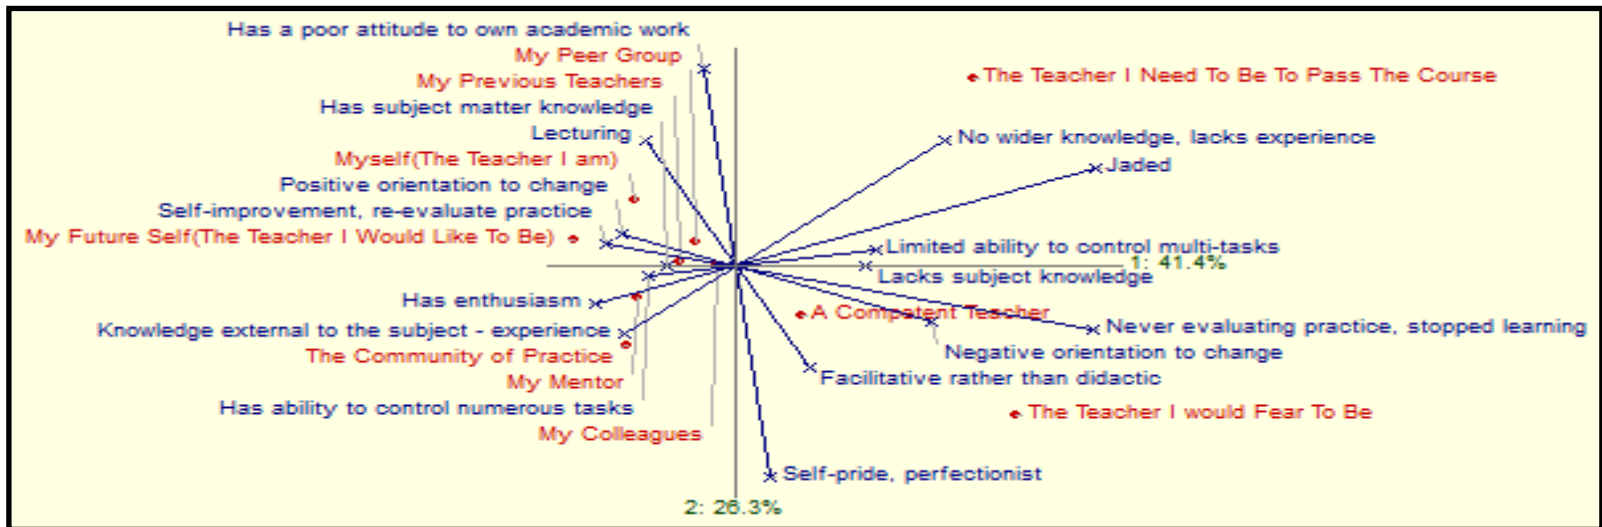 Has a poor attitude to own academic work
My Peer Group
The Teacher I Need To Be To Pass The Course
My Previous Teachers
Has subject matter knowledge
Lecturing
No wider knowledge, lacks experience
Myself(The Teacher I am)
Jaded
Positive orientation to change
Self-improvement, re-evaluate practice
My Future Self(The Teacher I Would Like To Be)
Limited ability to control multi-tasks
1: 41.4%
Lacks subject knowledge
Has enthusiasm
A Competent Teacher
Knowledge external to the subject - experience
Never evaluating practice, stopped learning
The Community of Practice
Negative orientation to change
My Mentor
Facilitative rather than didactic
Has ability to control numerous tasks
The Teacher I would Fear To Be
My Colleagues
Self-pride, perfectionist
2: 26.3%